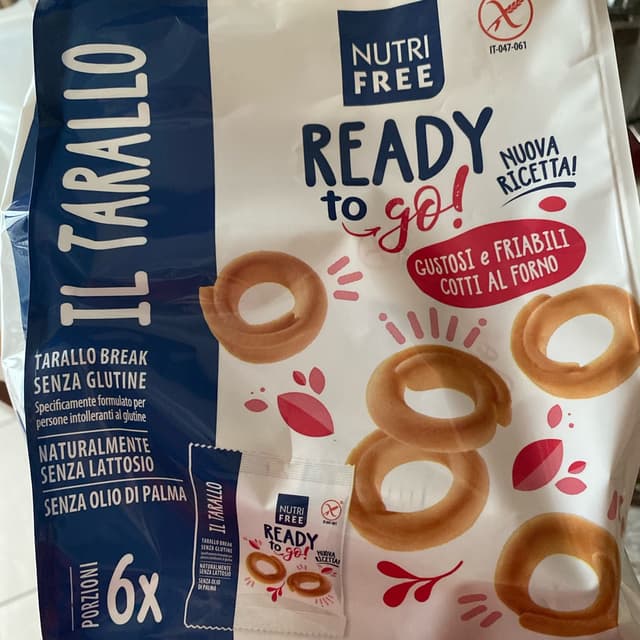 IL TARALLO
TARALLO BREAK
SENZA GLUTINE
Specificamente formulato per
persone intolleranti al glutine
NATURALMENTE
SENZA LATTOSIO
SENZA OLIO DI PALMA
PORZIONI
6x
NUTRI
FREE
IT-047-061
READY
to go!
NUOVA
RICETTA!
GUSTOSI e FRIABILI
COTTI AL FORNO
IL TARALLO
TARALLO BREAK
SENZA GLUTINE
NATURALMENTE
SENZA LATTOSIO
SENZA OLIO
DI PALMA
NUTRI
FREE
READY
to go!
NUOVA
RICETTA!